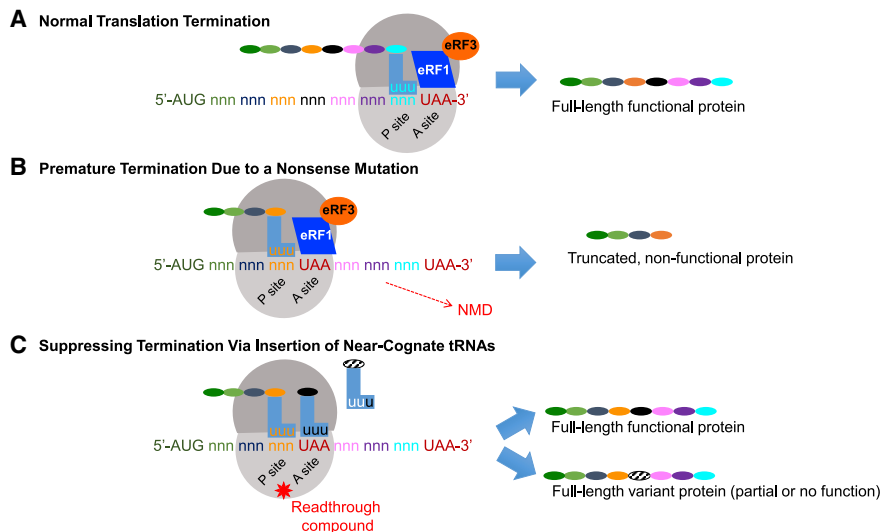 A Normal Translation Termination
eRF3
eRF1
uuu
5'-AUG nnn nnn nnn nnn nnn nnn nnn UAA-3'
P site
A site
Full-length functional protein
B Premature Termination Due to a Nonsense Mutation
eRF3
eRF1
uuu
5'-AUG nnn nnn nnn UAA nnn nnn nnn UAA-3'
P site
A site
NMD
Truncated, non-functional protein
C Suppressing Termination Via Insertion of Near-Cognate tRNAs
uuu
uuu
uuu
5'-AUG nnn nnn nnn UAA nnn nnn nnn UAA-3'
P site
A site
Readthrough
compound
Full-length functional protein
Full-length variant protein (partial or no function)